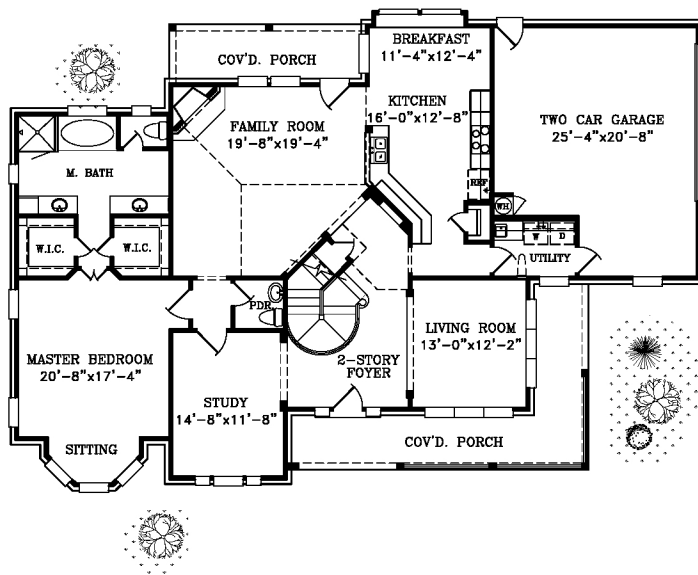 BREAKFAST
11'-4"x12'-4"
COV'D. PORCH
KITCHEN
16'-0"x12'-8"
FAMILY ROOM
19'-8"x19'-4"
TWO CAR GARAGE
25'-4"x20'-8"
M. BATH
REF
WH
W.I.C.
W.I.C.
W
D
UTILITY
PDR
LIVING ROOM
13'-0"x12'-2"
MASTER BEDROOM
20'-8"x17'-4"
2-STORY
FOYER
STUDY
14'-8"x11'-8"
SITTING
COV'D. PORCH